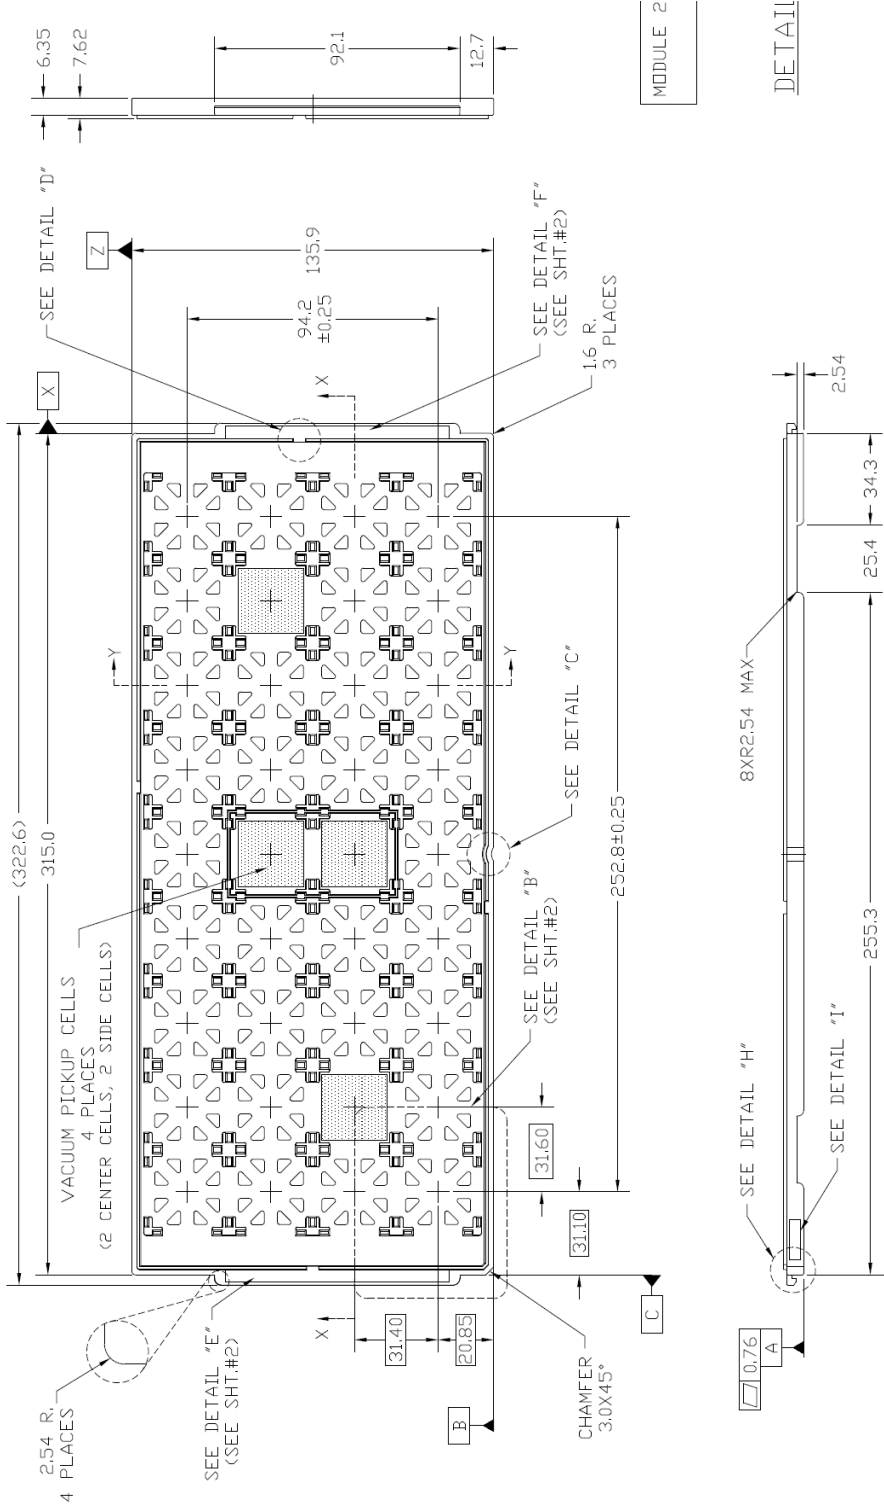 6.35
7.62
92.1
12.7
MODULE 2
DETAIL
SEE DETAIL "D"
Z
135.9
94.2
±0.25
SEE DETAIL "F"
(SEE SHT.#2)
1.6 R.
3 PLACES
X
X
(322.6)
315.0
2.54
34.3
25.4
Y
Y
SEE DETAIL "C"
8XR2.54 MAX
252.8±0.25
VACUUM PICKUP CELLS
4 PLACES
(2 CENTER CELLS, 2 SIDE CELLS)
SEE DETAIL "B"
(SEE SHT.#2)
255.3
31.60
31.10
SEE DETAIL "H"
SEE DETAIL "I"
2.54 R.
4 PLACES
SEE DETAIL "E"
(SEE SHT.#2)
X
31.40
20.85
B
CHAMFER
3.0X45°
C
0.76
A